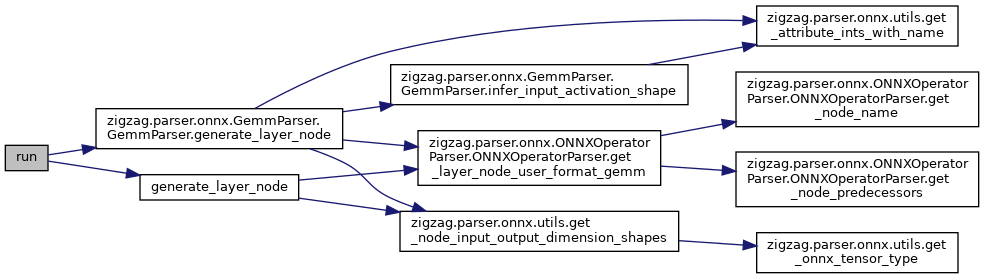 run
zigzag.parser.onnx.GemmParser.
GemmParser.generate_layer_node
generate_layer_node
zigzag.parser.onnx.GemmParser.
GemmParser.infer_input_activation_shape
zigzag.parser.onnx.ONNXOperator
Parser.ONNXOperatorParser.get
_layer_node_user_format_gemm
zigzag.parser.onnx.utils.get
_node_input_output_dimension_shapes
zigzag.parser.onnx.utils.get
_attribute_ints_with_name
zigzag.parser.onnx.ONNXOperator
Parser.ONNXOperatorParser.get
_node_name
zigzag.parser.onnx.ONNXOperator
Parser.ONNXOperatorParser.get
_node_predecessors
zigzag.parser.onnx.utils.get
_onnx_tensor_type